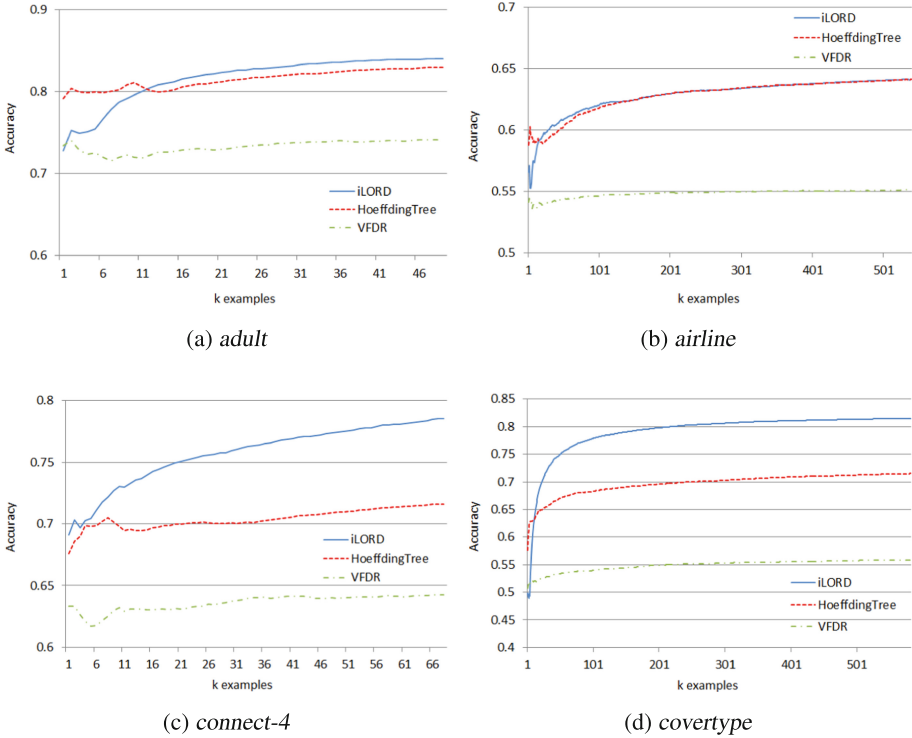 0.9
0.8
0.7
0.6
Accuracy
iLORD
HoeffdingTree
VFDR
1 6 11 16 21 26 31 36 41 46
k examples
(a) adult
0.7
0.65
0.6
0.55
0.5
Accuracy
iLORD
HoeffdingTree
VFDR
1 101 201 301 401 501
k examples
(b) airline
0.8
0.75
0.7
0.65
0.6
Accuracy
iLORD
HoeffdingTree
VFDR
1 6 11 16 21 26 31 36 41 46 51 56 61 66
k examples
(c) connect-4
0.85
0.8
0.75
0.7
0.65
0.6
0.55
0.5
0.45
0.4
Accuracy
iLORD
HoeffdingTree
VFDR
1 101 201 301 401 501
k examples
(d) covertype